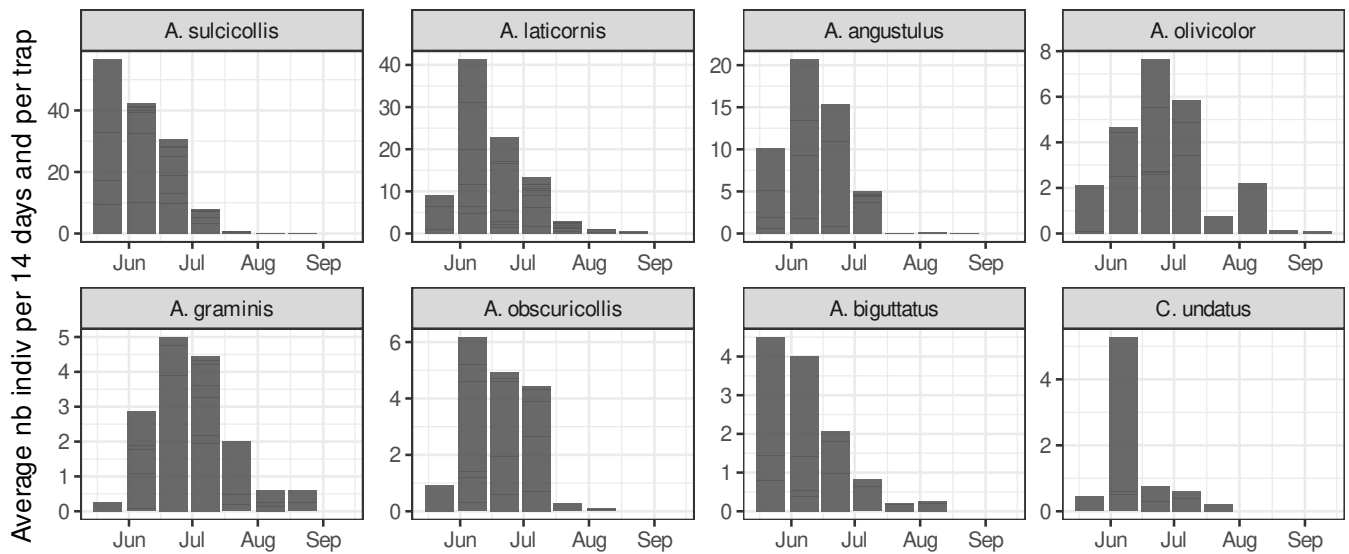 Average nb indiv per 14 days and per trap
A. sulcicollis
A. laticornis
A. angustulus
A. olivicolor
40
20
0
40
30
20
10
0
20
15
10
5
0
8
6
4
2
0
Jun Jul Aug Sep
Jun Jul Aug Sep
Jun Jul Aug Sep
Jun Jul Aug Sep
A. graminis
A. obscuricollis
A. biguttatus
C. undatus
5
4
3
2
1
0
6
4
2
0
4
3
2
1
0
4
2
0
Jun Jul Aug Sep
Jun Jul Aug Sep
Jun Jul Aug Sep
Jun Jul Aug Sep